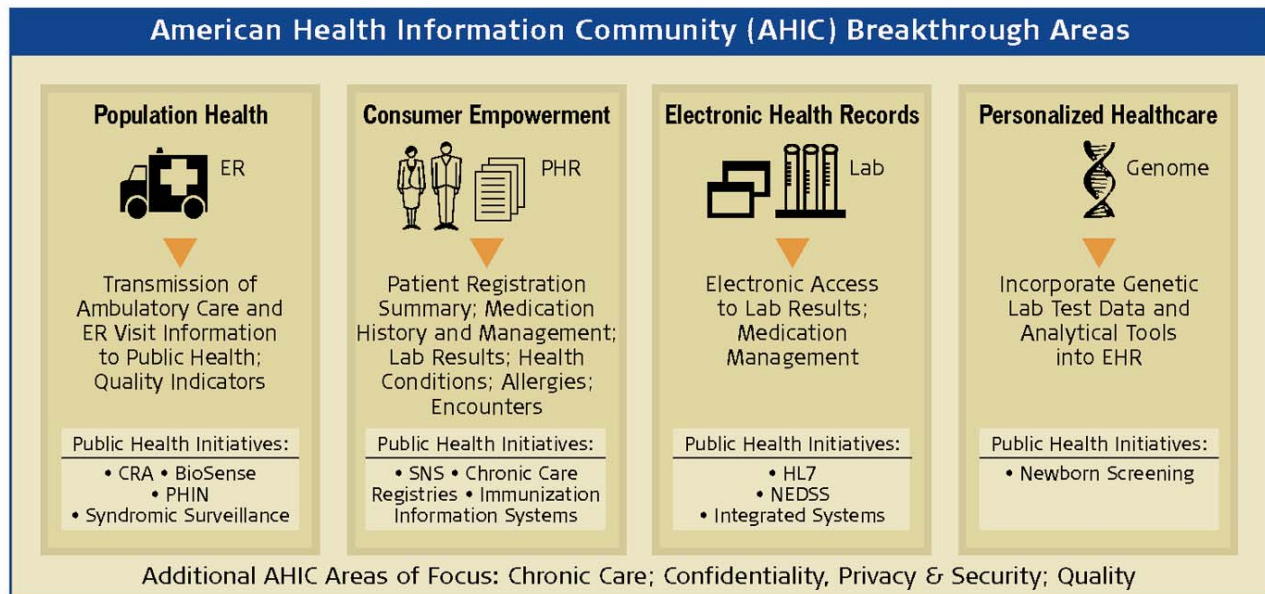 American Health Information Community (AHIC) Breakthrough Areas
Population Health
ER
Transmission of
Ambulatory Care and
ER Visit Information
to Public Health;
Quality Indicators
Public Health Initiatives:
• CRA • BioSense
• PHIN
• Syndromic Surveillance
Consumer Empowerment
PHR
Patient Registration
Summary; Medication
History and Management;
Lab Results; Health
Conditions; Allergies;
Encounters
Public Health Initiatives:
• SNS • Chronic Care
Registries • Immunization
Information Systems
Electronic Health Records
Lab
Electronic Access
to Lab Results;
Medication
Management
Public Health Initiatives:
• HL7
• NEDSS
• Integrated Systems
Personalized Healthcare
Genome
Incorporate Genetic
Lab Test Data and
Analytical Tools
into EHR
Public Health Initiatives:
• Newborn Screening
Additional AHIC Areas of Focus: Chronic Care; Confidentiality, Privacy & Security; Quality